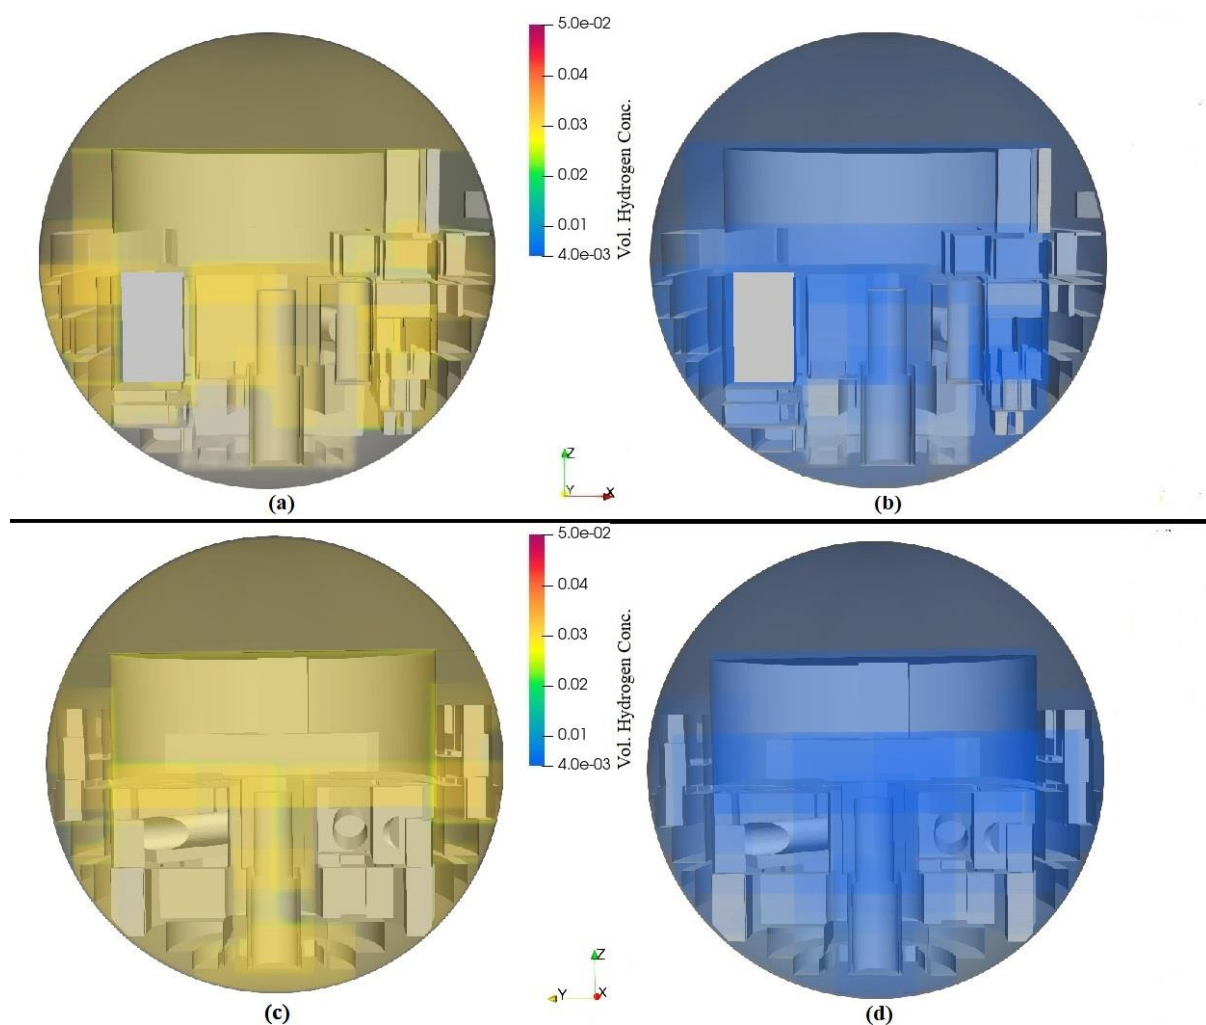 5.0e-02
0.04
0.03
0.02
0.01
4.0e-03
Vol. Hydrogen Conc.
Z
Y X
(a)
(b)
5.0e-02
0.04
0.03
0.02
0.01
4.0e-03
Vol. Hydrogen Conc.
Z
Y X
(c)
(d)